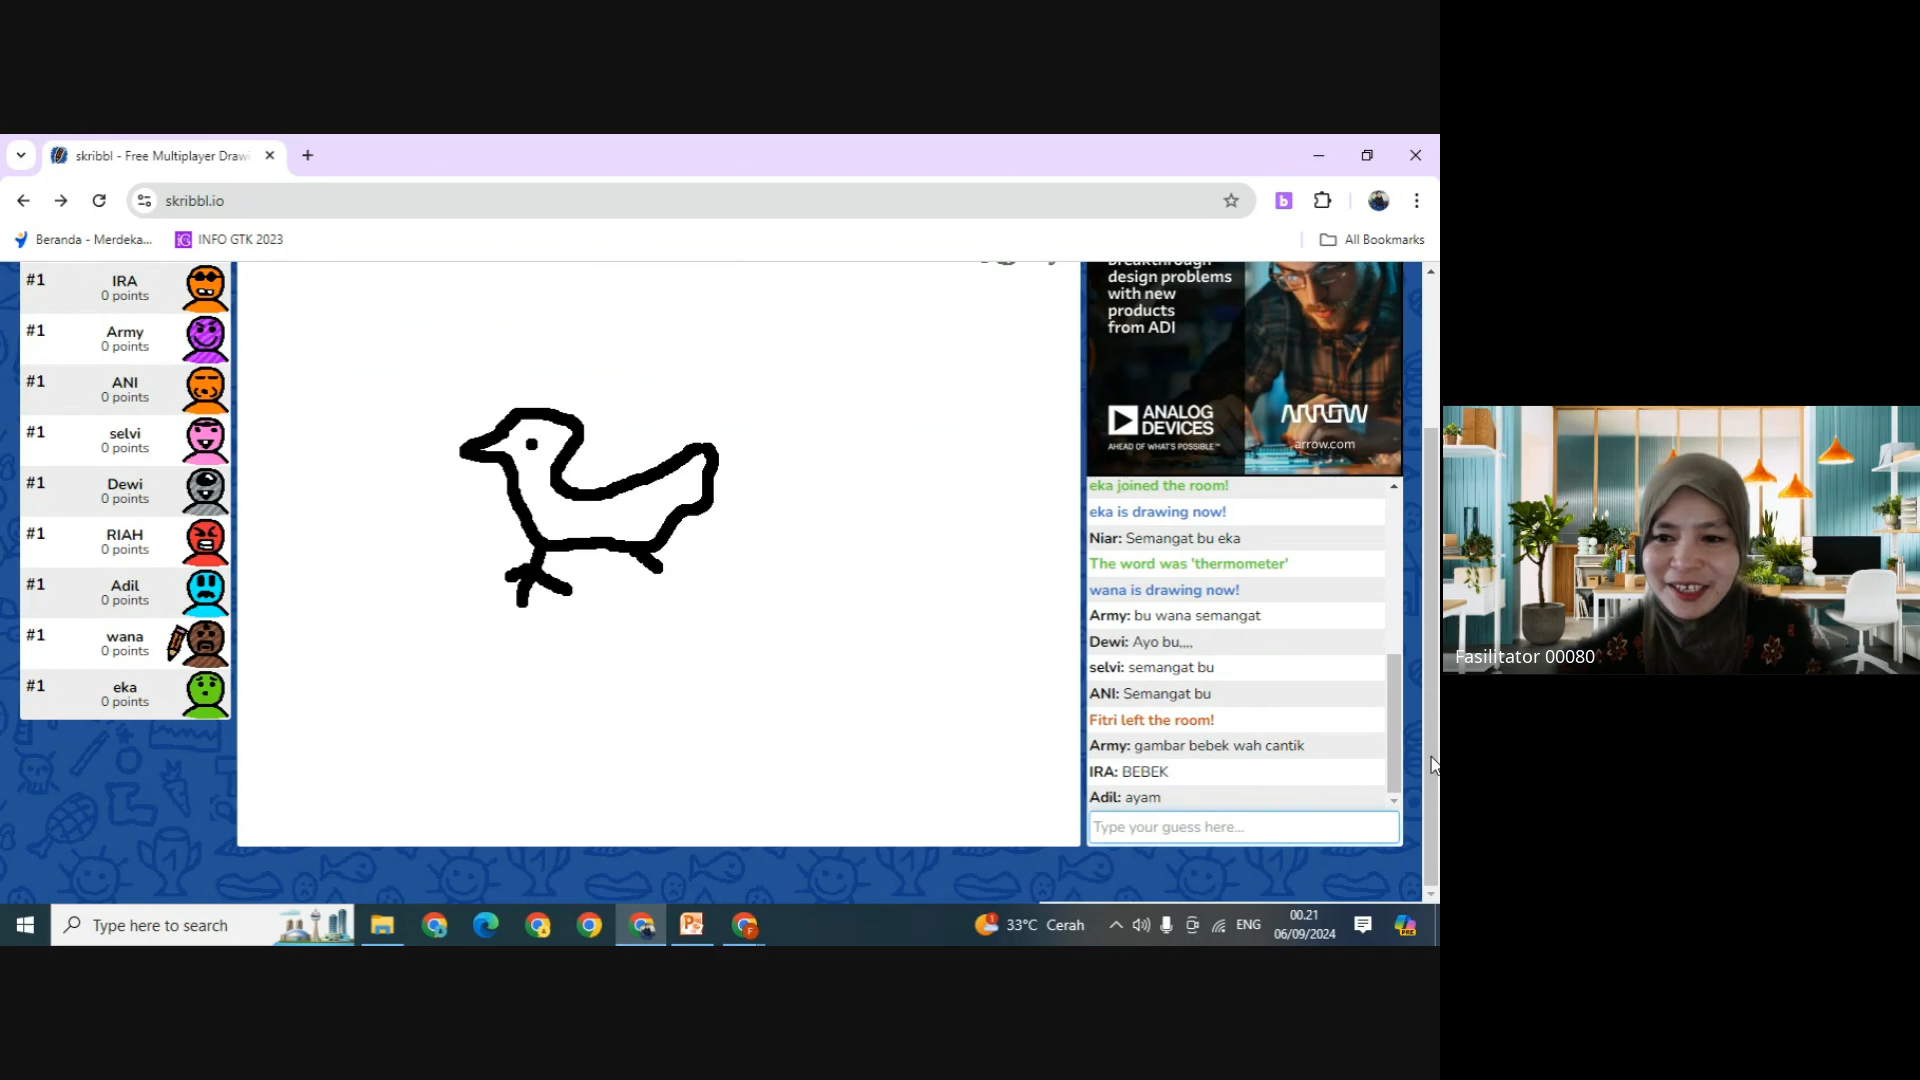 skribbl - Free Multiplayer Drawi
skribbl.io
Beranda - Merdeka...
INFO GTK 2023
All Bookmarks
#1 IRA
0 points
#1 Army
0 points
#1 ANI
0 points
#1 selvi
0 points
#1 Dewi
0 points
#1 RIAH
0 points
#1 Adil
0 points
#1 wana
0 points
#1 eka
0 points
design problems
with new
products
from ADI
ANALOG
DEVICES
AHEAD OF WHAT'S POSSIBLE™
ARROW
arrow.com
eka joined the room!
eka is drawing now!
Niar: Semangat bu eka
The word was 'thermometer'
wana is drawing now!
Army: bu wana semangat
Dewi: Ayo bu,,,,
selvi: semangat bu
ANI: Semangat bu
Fitri left the room!
Army: gambar bebek wah cantik
IRA: BEBEK
Adil: ayam
Type your guess here...
Fasilitator 00080
Type here to search
33°C Cerah
ENG
00.21
06/09/2024